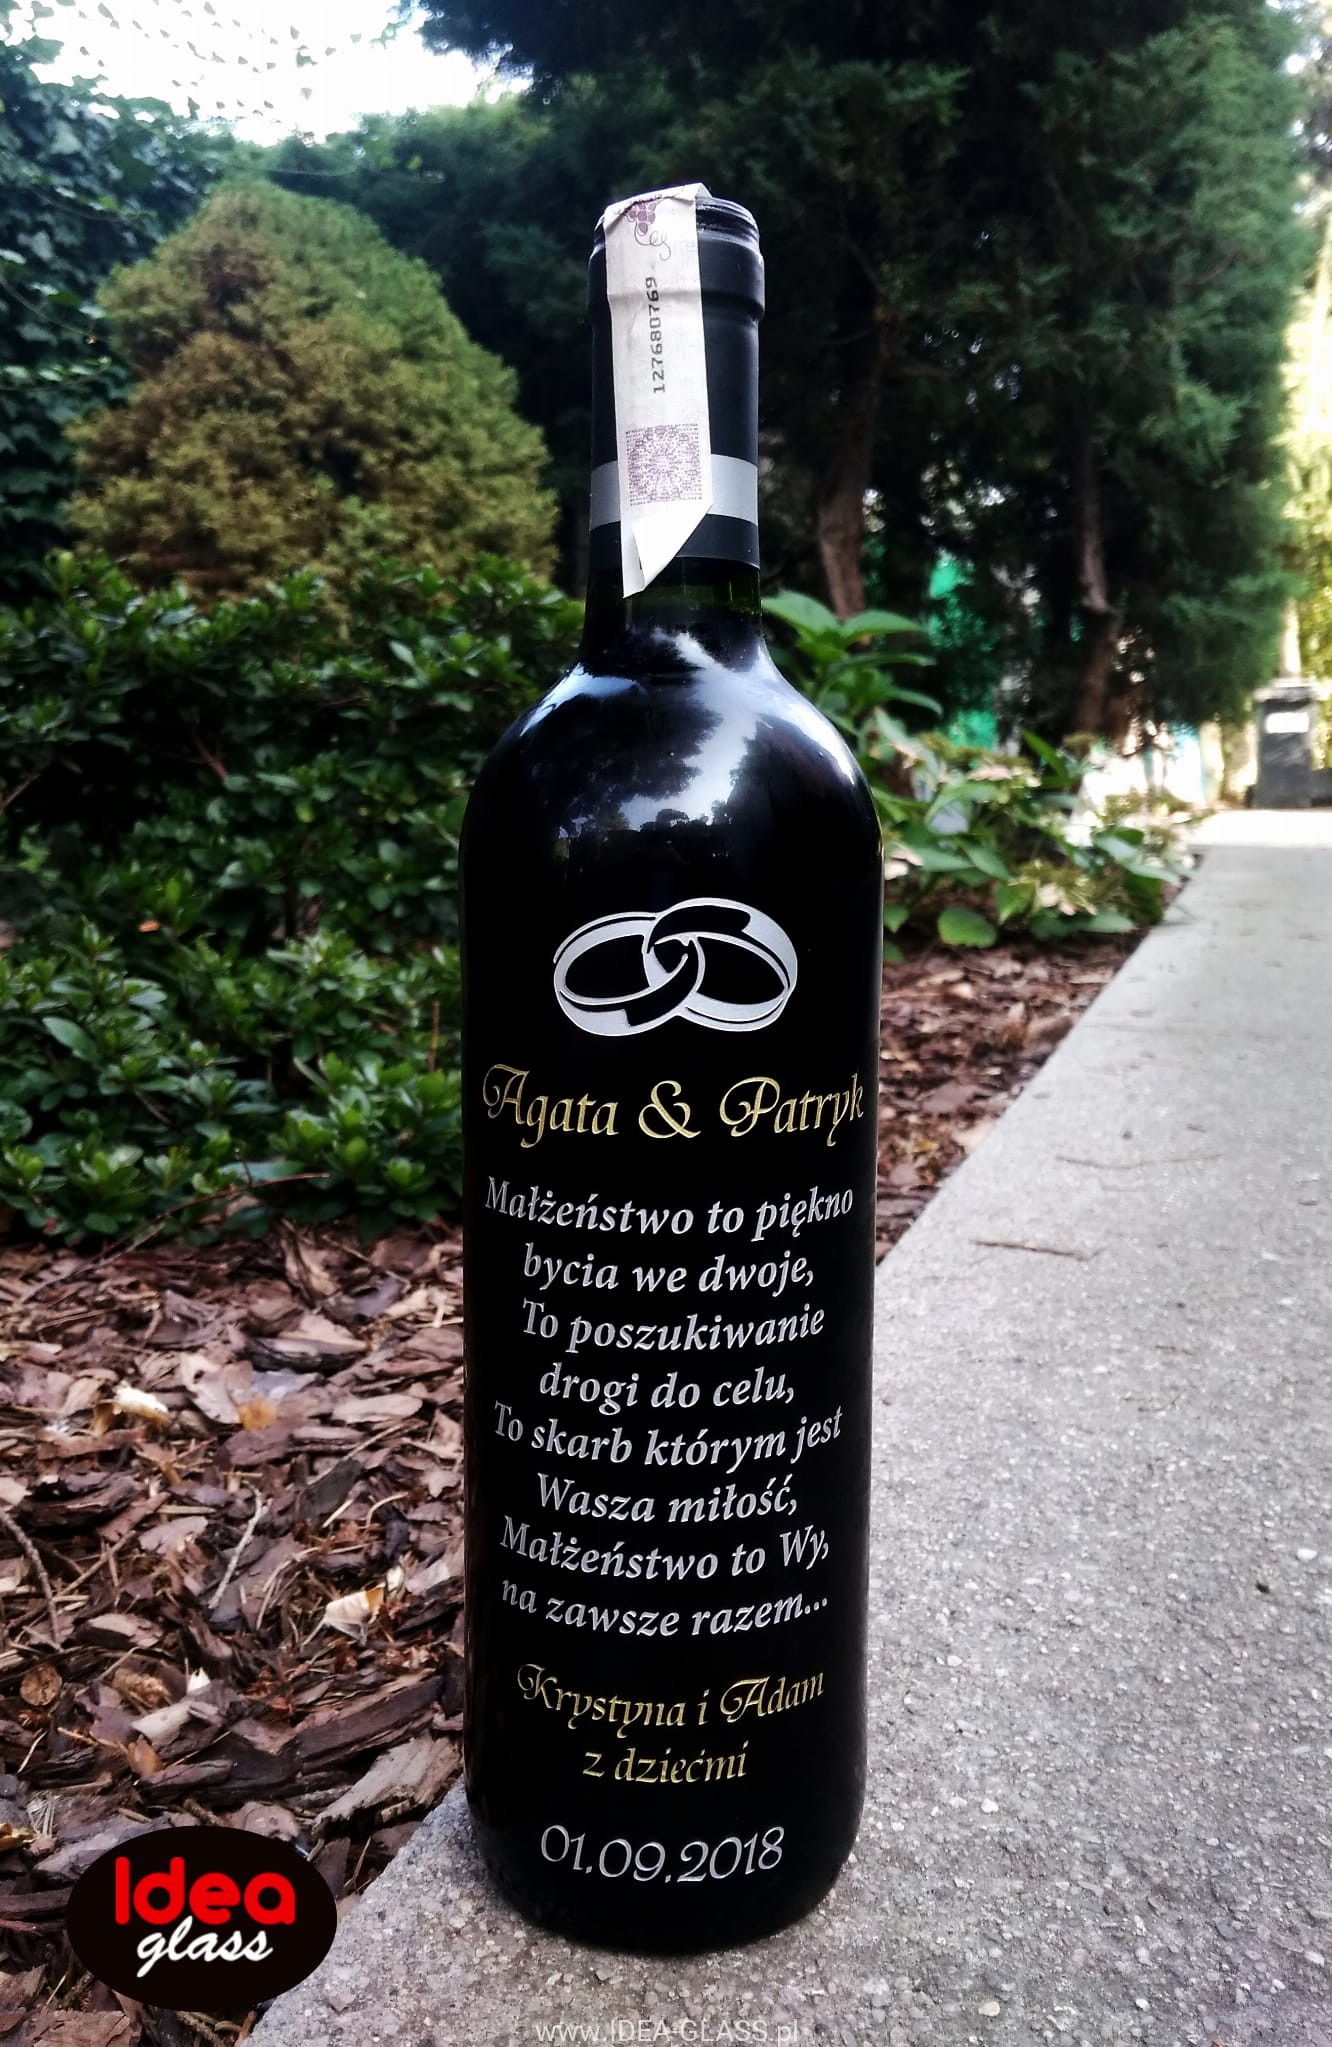 127680769
Agata & Patryk
Małżeństwo to piękno
bycia we dwoje,
To poszukiwanie
drogi do celu,
To skarb którym jest
Wasza miłość,
Małżeństwo to Wy,
na zawsze razem...
Krystyna i Adam
z dziećmi
01.09.2018
Idea
glass
www.IDEA-GLASS.pl